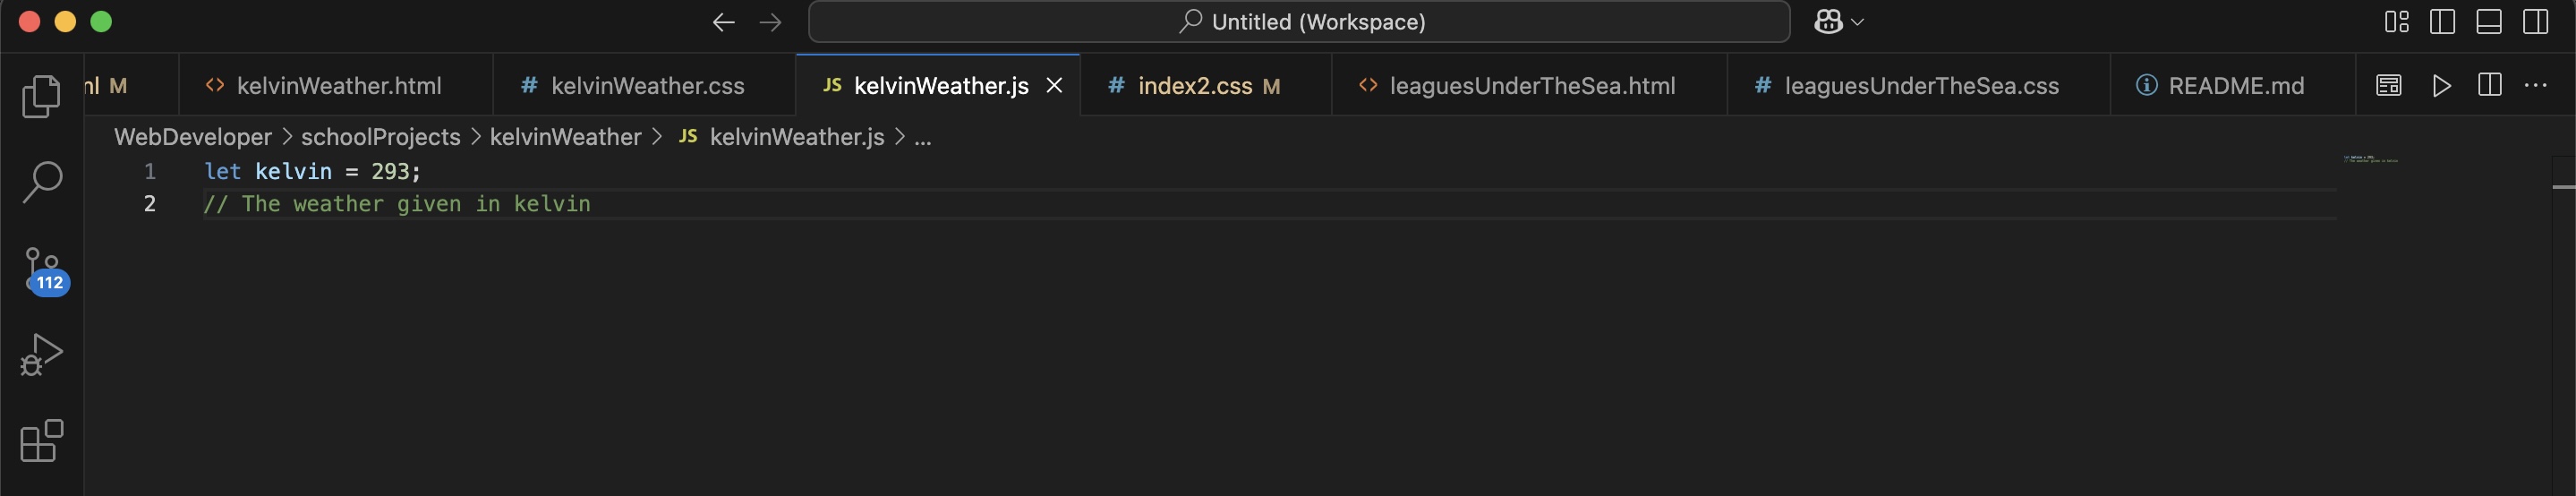 Untitled (Workspace)
nl M
kelvinWeather.html
# kelvinWeather.css
JS kelvinWeather.js
# index2.css M
leaguesUnderTheSea.html
# leaguesUnderTheSea.css
README.md
WebDeveloper > schoolProjects > kelvinWeather > JS kelvinWeather.js > ...
1 let kelvin = 293;
2 // The weather given in kelvin
112